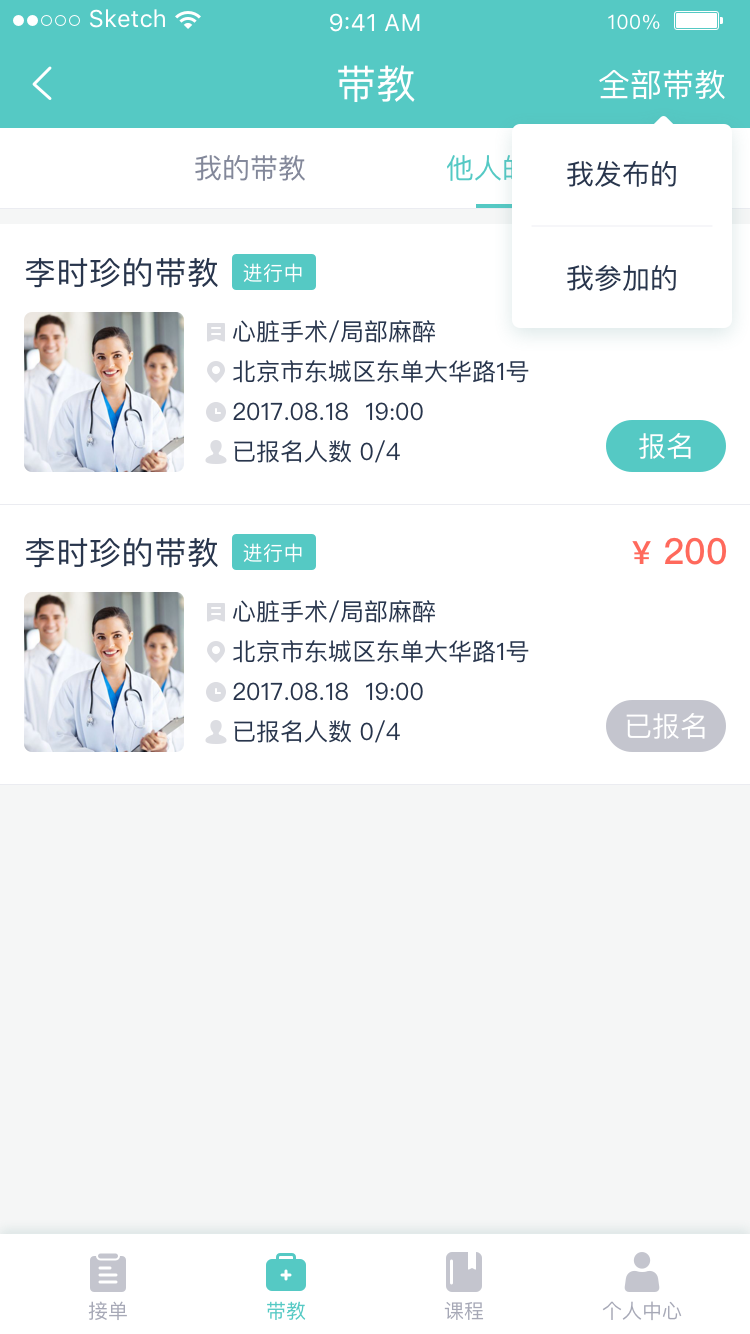 Sketch 9:41 AM 100%
带教 全部带教
我的带教 他人的
我发布的
我参加的
李时珍的带教 进行中
心脏手术/局部麻醉
北京市东城区东单大华路1号
2017.08.18 19:00
已报名人数 0/4
报名
李时珍的带教 进行中 ¥ 200
心脏手术/局部麻醉
北京市东城区东单大华路1号
2017.08.18 19:00
已报名人数 0/4
已报名
接单 带教 课程 个人中心